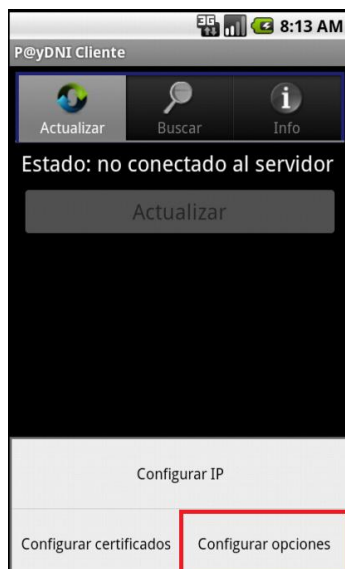 3G 8:13 AM
P@yDNI Cliente
Actualizar Buscar Info
Estado: no conectado al servidor
Actualizar
Configurar IP
Configurar certificados Configurar opciones